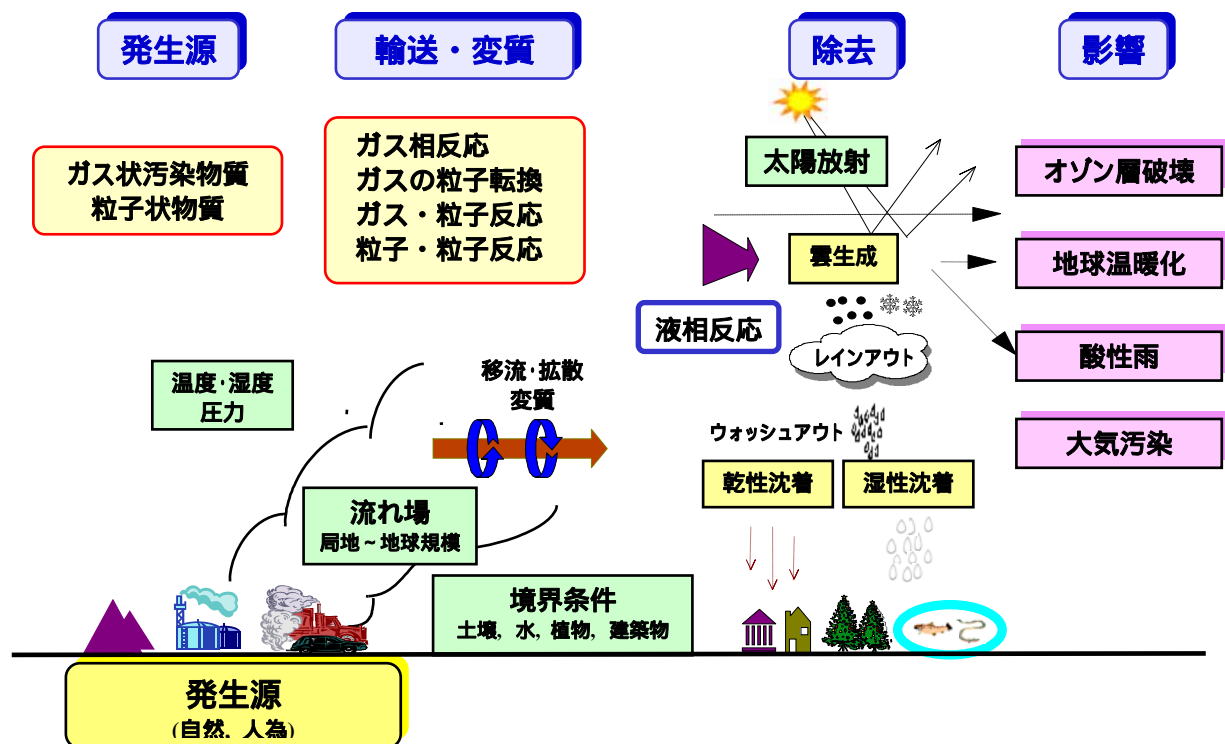 発生源
輸送・変質
除去
影響
ガス状汚染物質
粒子状物質
ガス相反応
ガスの粒子転換
ガス・粒子反応
粒子・粒子反応
太陽放射
雲生成
液相反応
レインアウト
オゾン層破壊
地球温暖化
酸性雨
大気汚染
温度・湿度
圧力
移流・拡散
変質
ウォッシュアウト
乾性沈着
湿性沈着
流れ場
局地~地球規模
境界条件
土壌, 水, 植物, 建築物
発生源
(自然, 人為)